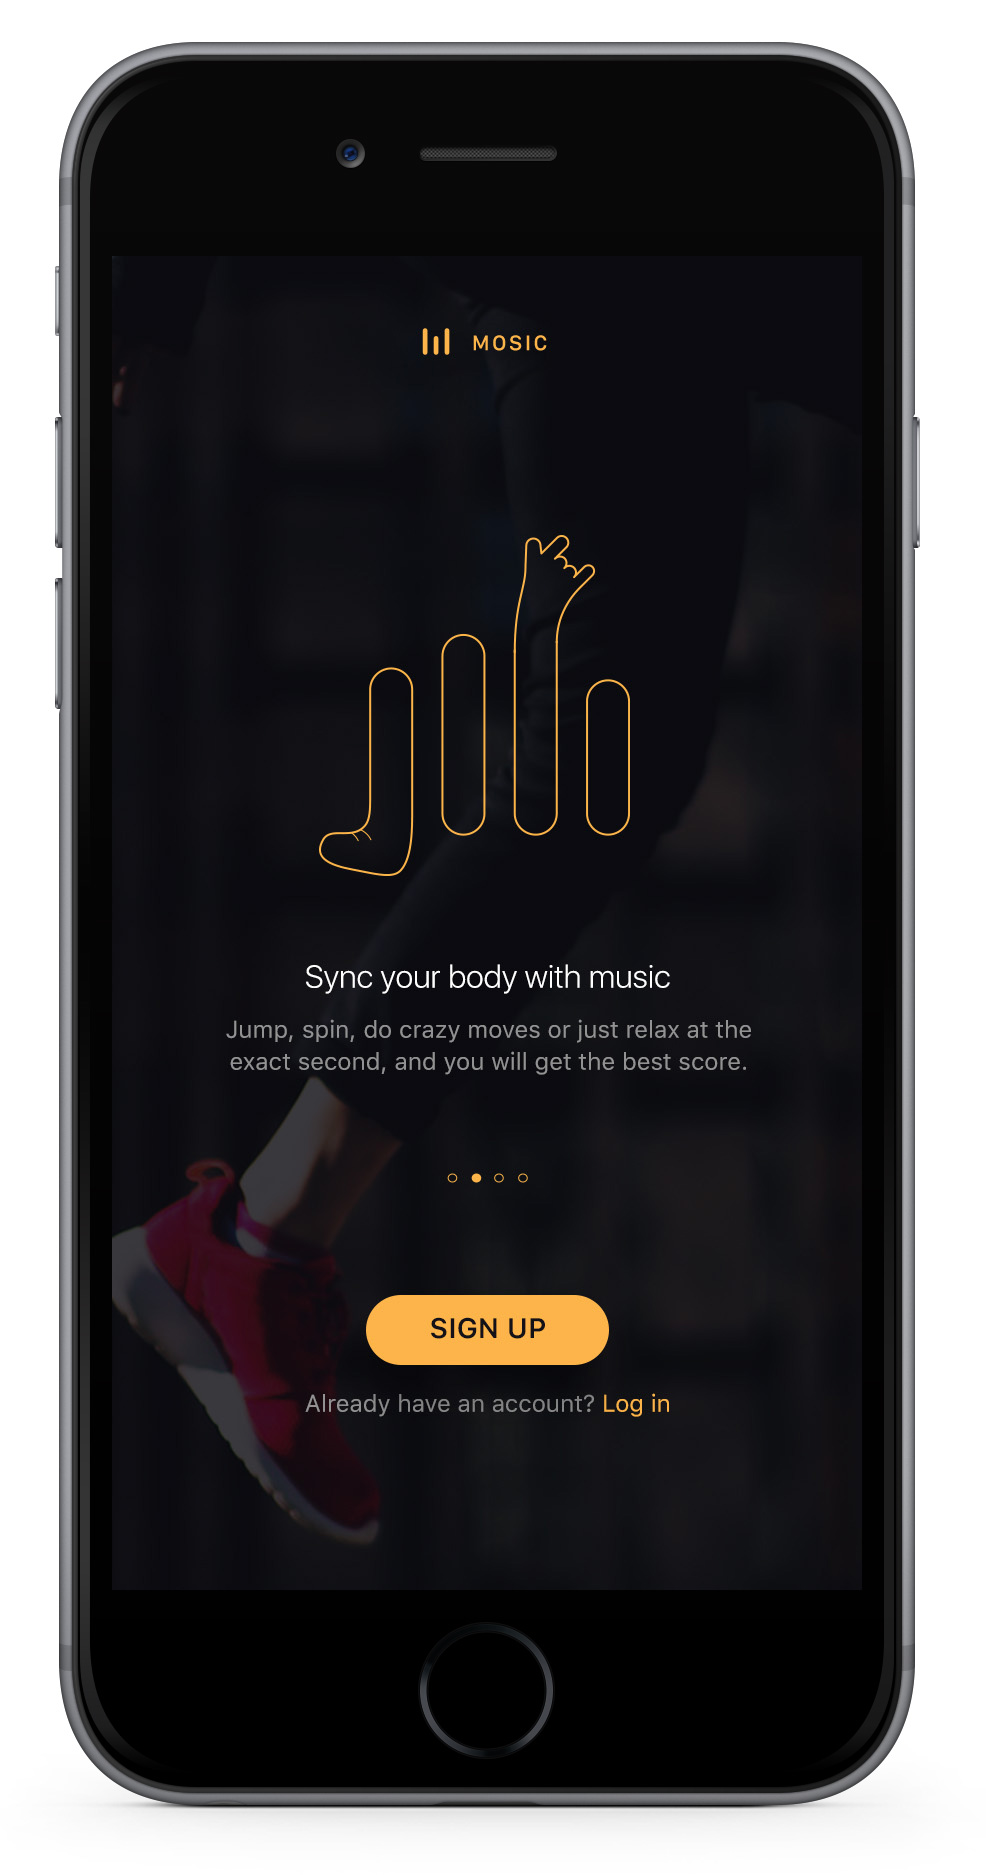 MOSIC
Sync your body with music
Jump, spin, do crazy moves or just relax at the
exact second, and you will get the best score.
SIGN UP
Already have an account? Log in